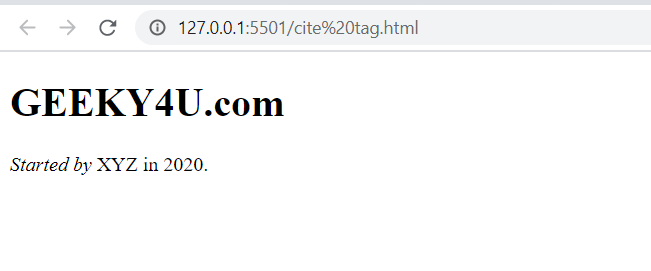 127.0.0.1:5501/cite%20tag.html
GEEKY4U.com
Started by XYZ in 2020.